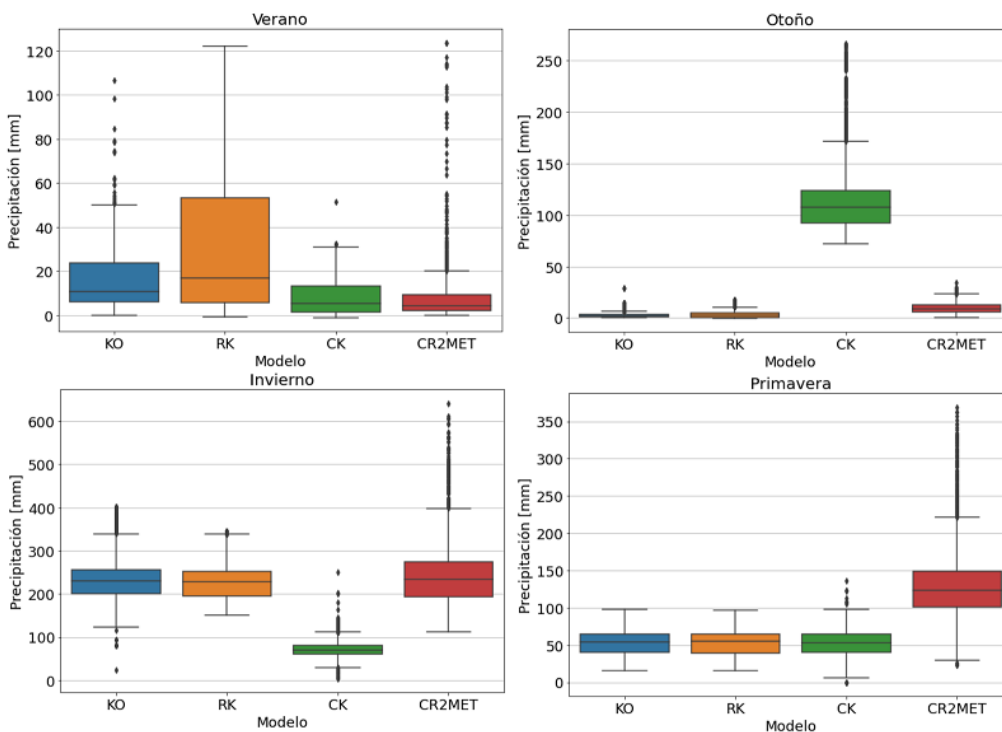 Verano
Precipitación [mm]
120
100
80
60
40
20
0
KO RK CK CR2MET
Modelo
Otoño
Precipitación [mm]
250
200
150
100
50
0
KO RK CK CR2MET
Modelo
Invierno
Precipitación [mm]
600
500
400
300
200
100
0
KO RK CK CR2MET
Modelo
Primavera
Precipitación [mm]
350
300
250
200
150
100
50
0
KO RK CK CR2MET
Modelo